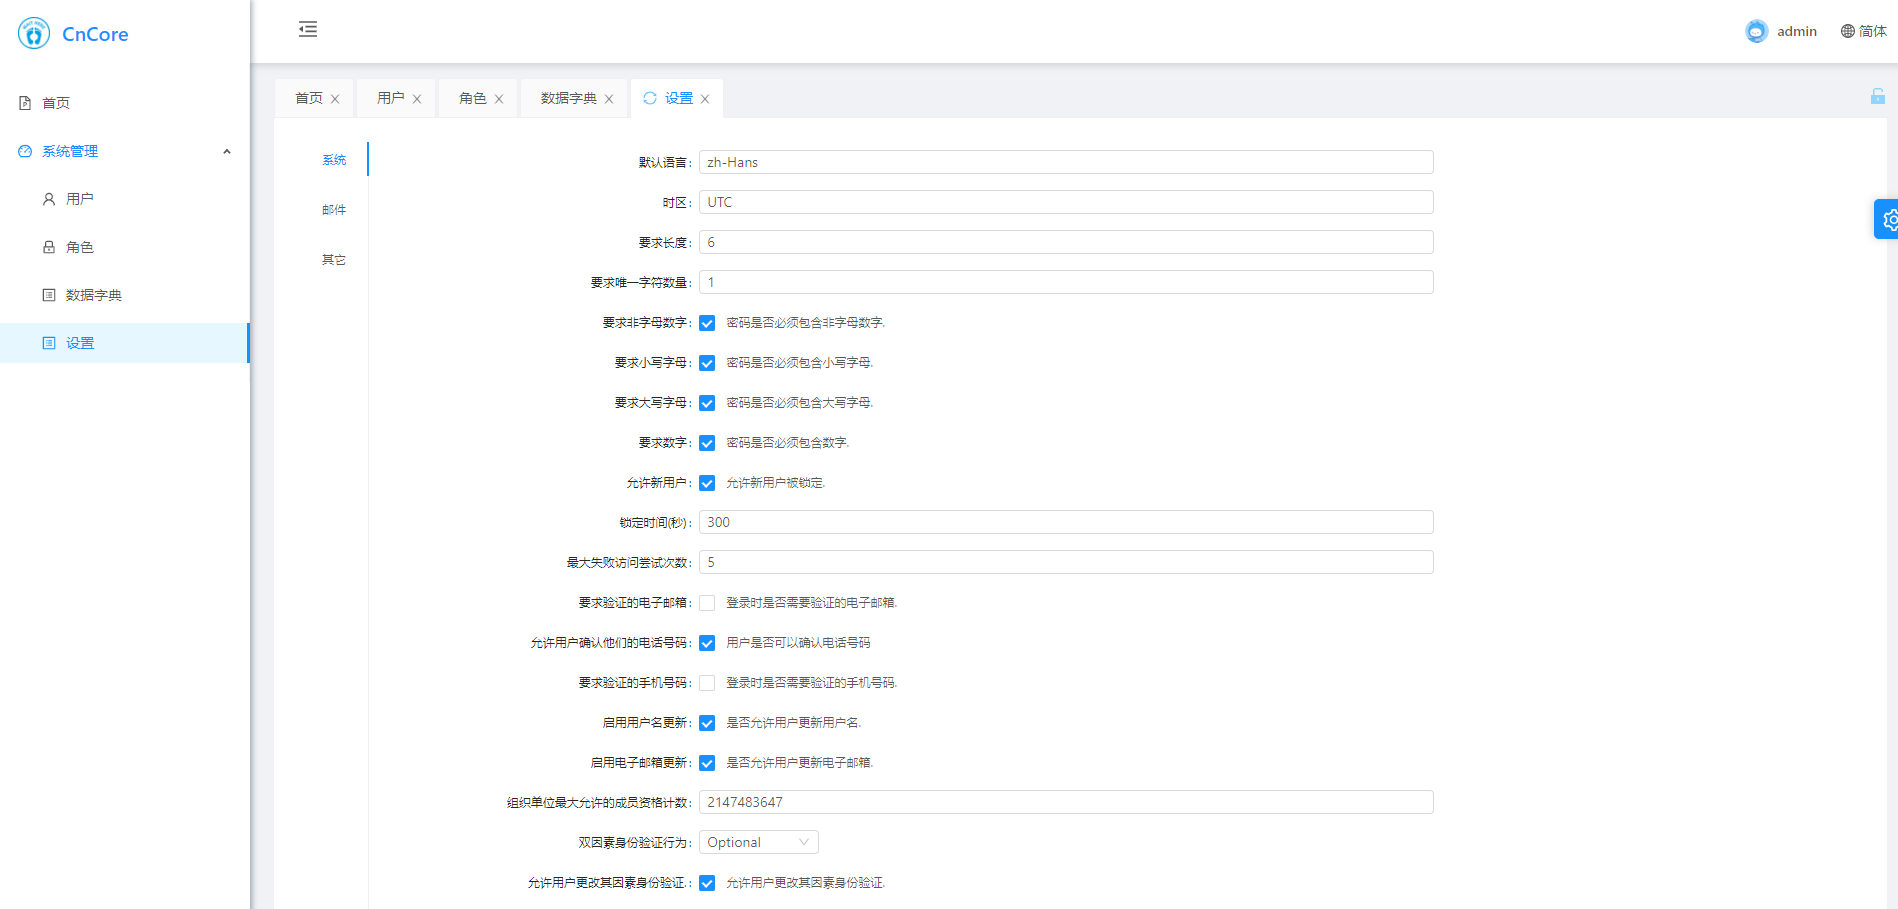 CnCore
admin
简体
首页
系统管理
用户
角色
数据字典
设置
首页
用户
角色
数据字典
设置
系统
邮件
其它
默认语言: zh-Hans
时区: UTC
要求长度: 6
要求唯一字符数量: 1
要求非字母数字: 密码是否必须包含非字母数字.
要求小写字母: 密码是否必须包含小写字母.
要求大写字母: 密码是否必须包含大写字母.
要求数字: 密码是否必须包含数字.
允许新用户: 允许新用户被锁定.
锁定时间(秒): 300
最大失败访问尝试次数: 5
要求验证的电子邮箱: 登录时是否需要验证的电子邮箱.
允许用户确认他们的电话号码: 用户是否可以确认电话号码
要求验证的手机号码: 登录时是否需要验证的手机号码.
启用用户名更新: 是否允许用户更新用户名.
启用电子邮箱更新: 是否允许用户更新电子邮箱.
组织单位最大允许的成员资格计数: 2147483647
双因素身份验证行为: Optional
允许用户更改其因素身份验证.: 允许用户更改其因素身份验证.